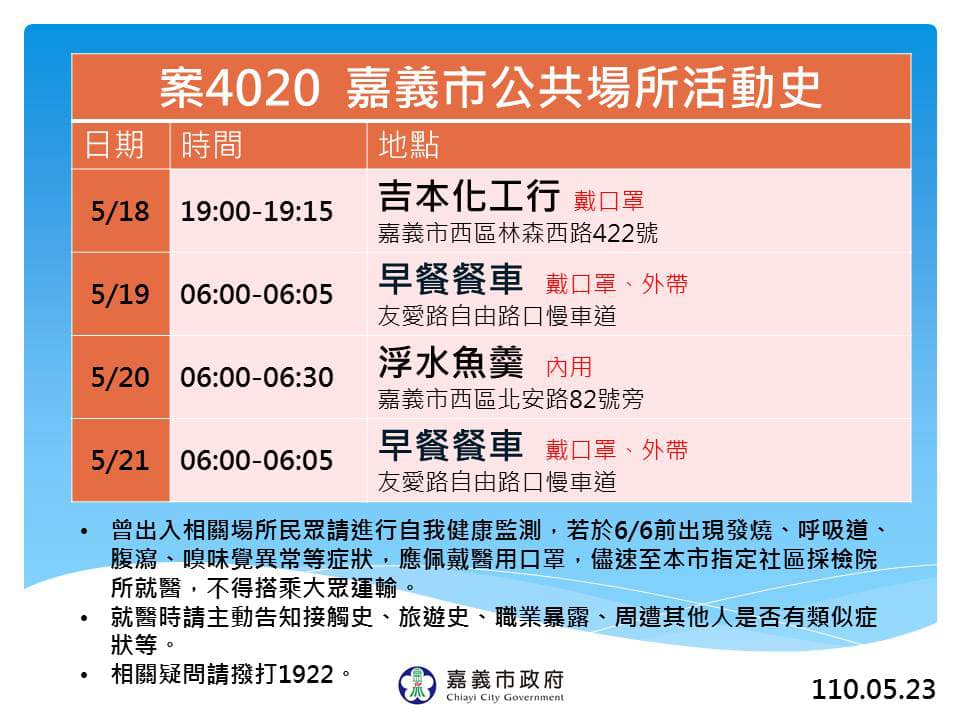 案4020 嘉義市公共場所活動史
日期 時間 地點
5/18 19:00-19:15 吉本化工行 戴口罩
嘉義市西區林森西路422號
5/19 06:00-06:05 早餐餐車 戴口罩、外帶
友愛路自由路口慢車道
5/20 06:00-06:30 浮水魚羹 內用
嘉義市西區北安路82號旁
5/21 06:00-06:05 早餐餐車 戴口罩、外帶
友愛路自由路口慢車道
• 曾出入相關場所民眾請進行自我健康監測，若於6/6前出現發燒、呼吸道、
腹瀉、嗅味覺異常等症狀，應佩戴醫用口罩，儘速至本市指定社區採檢院
所就醫，不得搭乘大眾運輸。
• 就醫時請主動告知接觸史、旅遊史、職業暴露、周遭其他人是否有類似症
狀等。
• 相關疑問請撥打1922。
嘉義市政府
Chiayi City Government
110.05.23